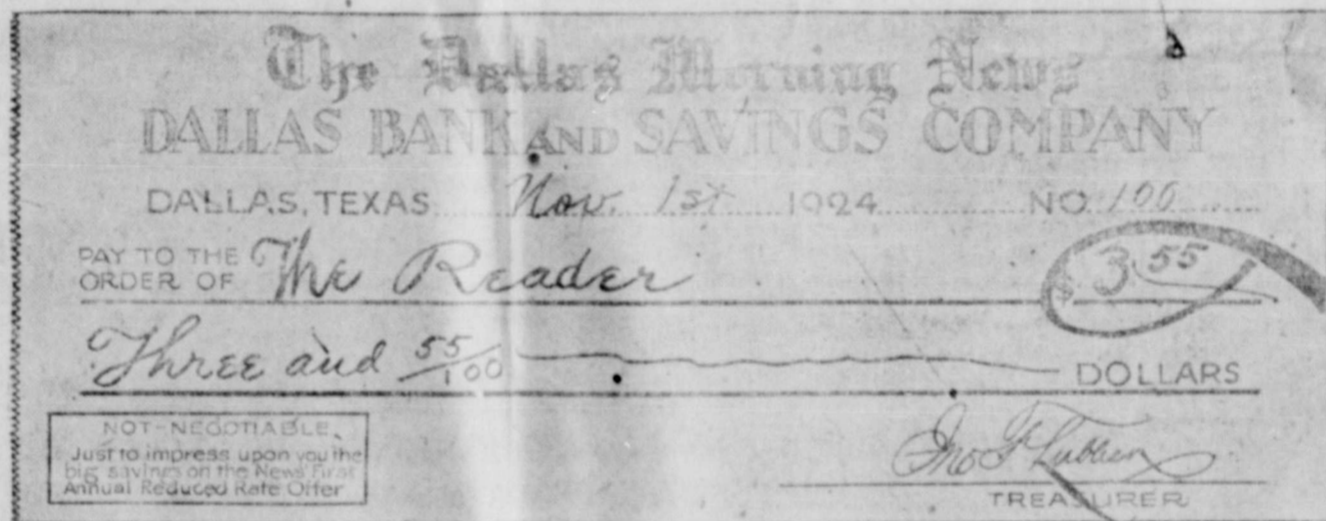 The Dallas Morning News
DALLAS BANK AND SAVINGS COMPANY
DALLAS, TEXAS Nov. 1st 1924 NO. 100
PAY TO THE ORDER OF The Reader $3 55
Three and 55/100 DOLLARS
NOT-NEGOTIABLE
Just to impress upon you the
big savings on the News' First
Annual Reduced Rate Offer
Jno F Lubben
TREASURER